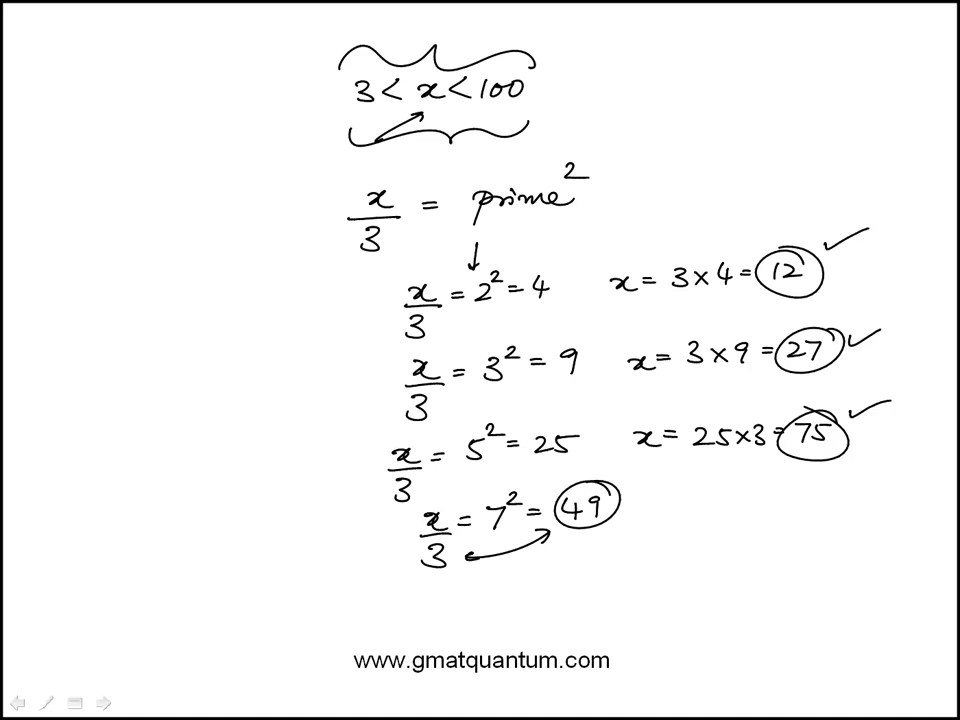 3 < x < 100
x/3 = prime²
x/3 = 2² = 4 x = 3 × 4 = 12 ✓
x/3 = 3² = 9 x = 3 × 9 = 27 ✓
x/3 = 5² = 25 x = 25 × 3 = 75 ✓
x/3 = 7² = 49
www.gmatquantum.com